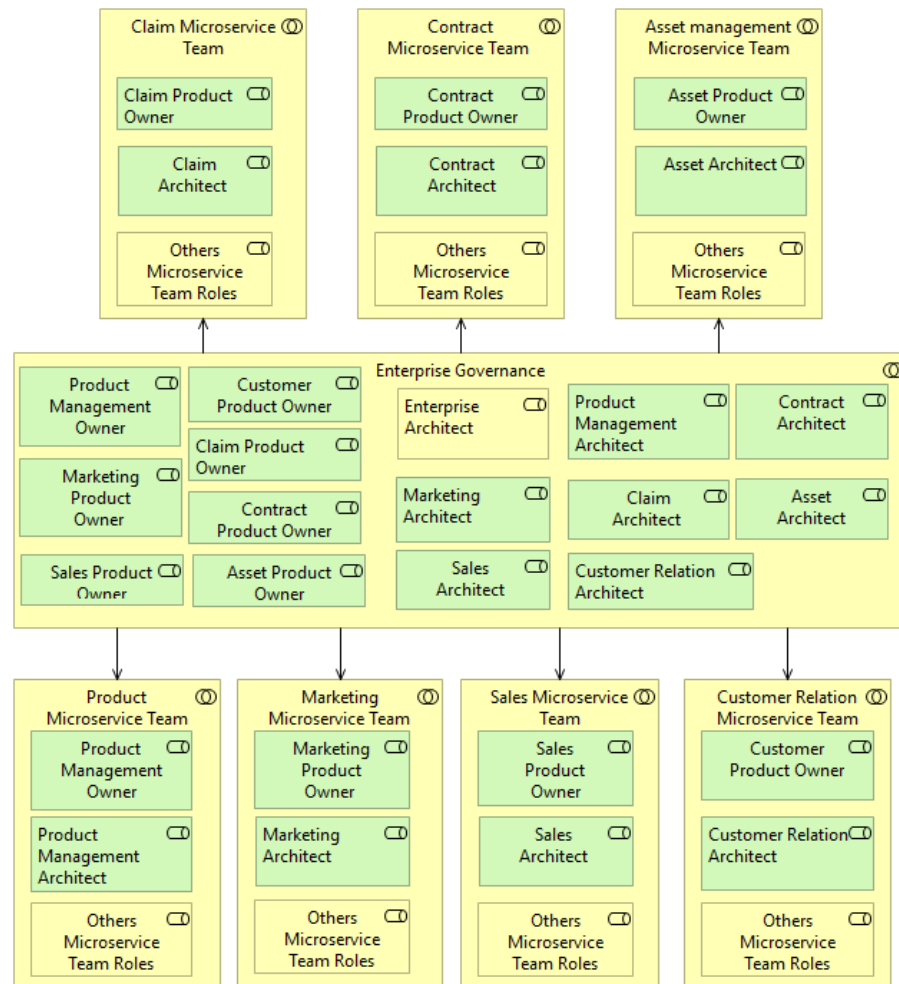 Claim Microservice
Team
Claim Product
Owner
Claim
Architect
Others
Microservice
Team Roles
Contract
Microservice Team
Contract
Product Owner
Contract
Architect
Others
Microservice
Team Roles
Asset management
Microservice Team
Asset Product
Owner
Asset Architect
Others
Microservice
Team Roles
Enterprise Governance
Product
Management
Owner
Customer
Product Owner
Claim Product
Owner
Marketing
Product
Owner
Contract
Product Owner
Sales Product
Owner
Asset Product
Owner
Enterprise
Architect
Product
Management
Architect
Contract
Architect
Marketing
Architect
Claim
Architect
Asset
Architect
Sales
Architect
Customer Relation
Architect
Product
Microservice Team
Product
Management
Owner
Product
Management
Architect
Others
Microservice
Team Roles
Marketing
Microservice Team
Marketing
Product
Owner
Marketing
Architect
Others
Microservice
Team Roles
Sales Microservice
Team
Sales
Product
Owner
Sales
Architect
Others
Microservice
Team Roles
Customer Relation
Microservice Team
Customer
Product Owner
Customer Relation
Architect
Others
Microservice
Team Roles